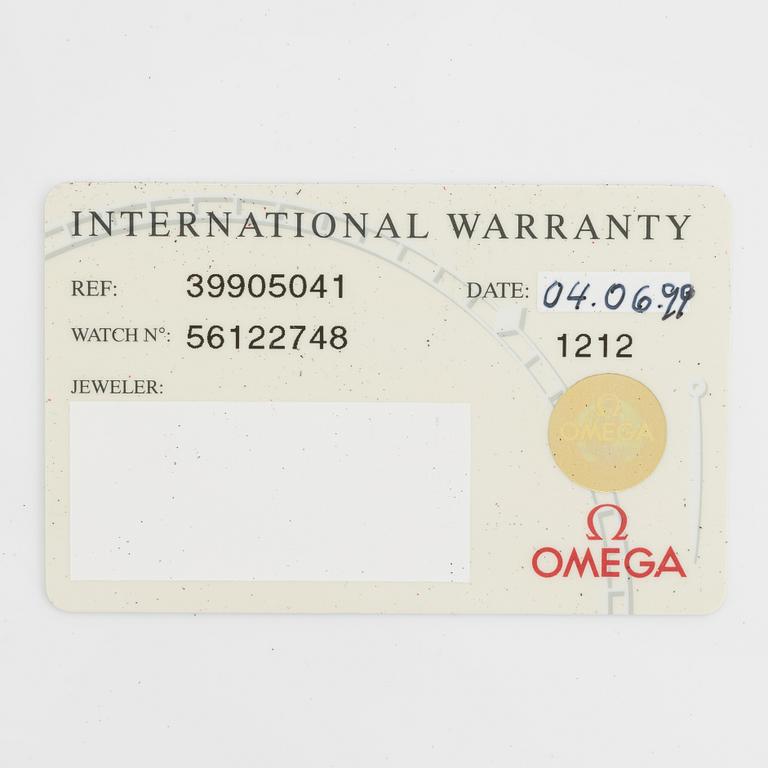 INTERNATIONAL WARRANTY
REF: 39905041 DATE: 04.06.99
WATCH N°: 56122748 1212
JEWELER:
OMEGA
Ω
OMEGA